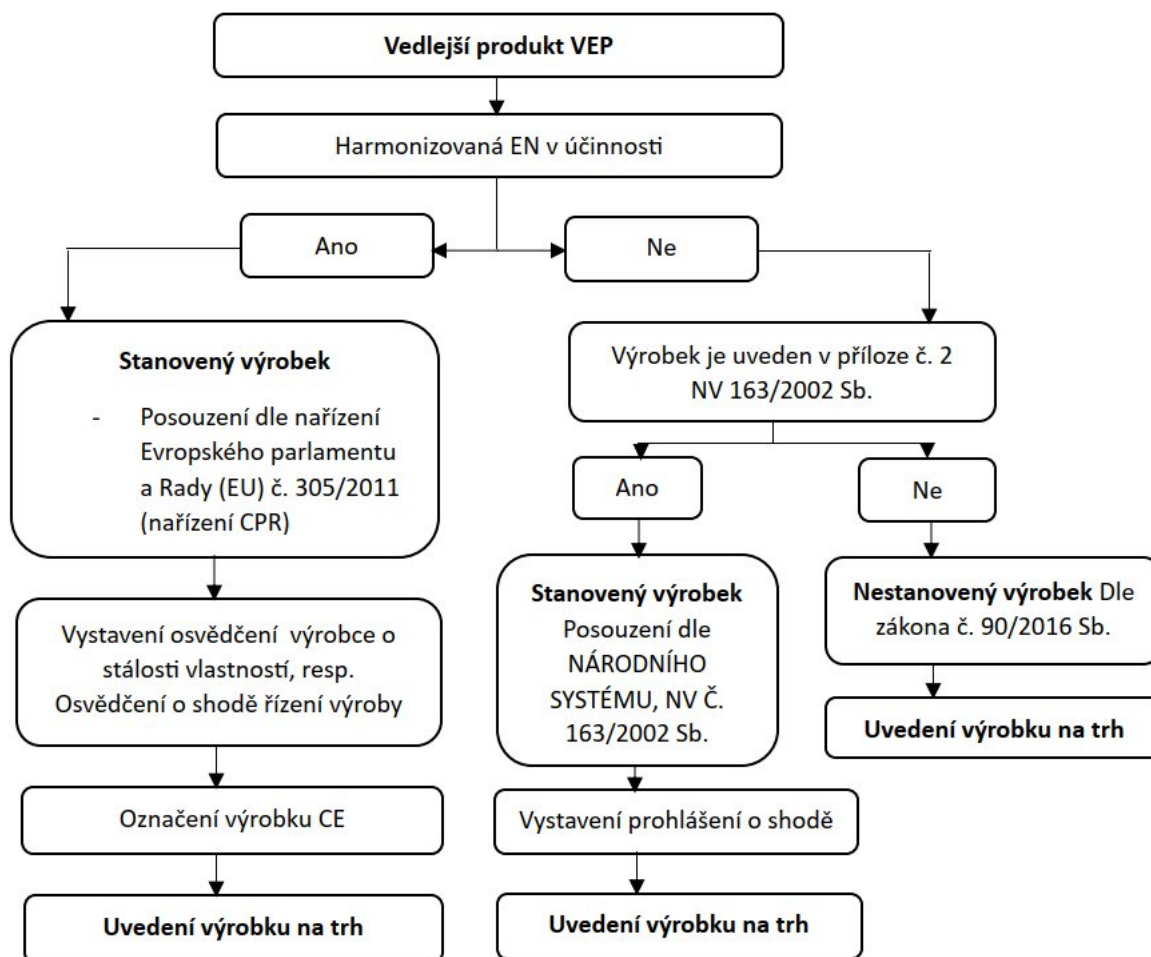 Vedlejší produkt VEP
Harmonizovaná EN v účinnosti
Ano
Ne
Stanovený výrobek
- Posouzení dle nařízení
Evropského parlamentu
a Rady (EU) č. 305/2011
(nařízení CPR)
Vystavení osvědčení výrobce o
stálosti vlastností, resp.
Osvědčení o shodě řízení výroby
Označení výrobku CE
Uvedení výrobku na trh
Výrobek je uveden v příloze č. 2
NV 163/2002 Sb.
Ano
Ne
Stanovený výrobek
Posouzení dle
NÁRODNÍHO
SYSTÉMU, NV Č.
163/2002 Sb.
Vystavení prohlášení o shodě
Uvedení výrobku na trh
Nestanovený výrobek Dle
zákona č. 90/2016 Sb.
Uvedení výrobku na trh